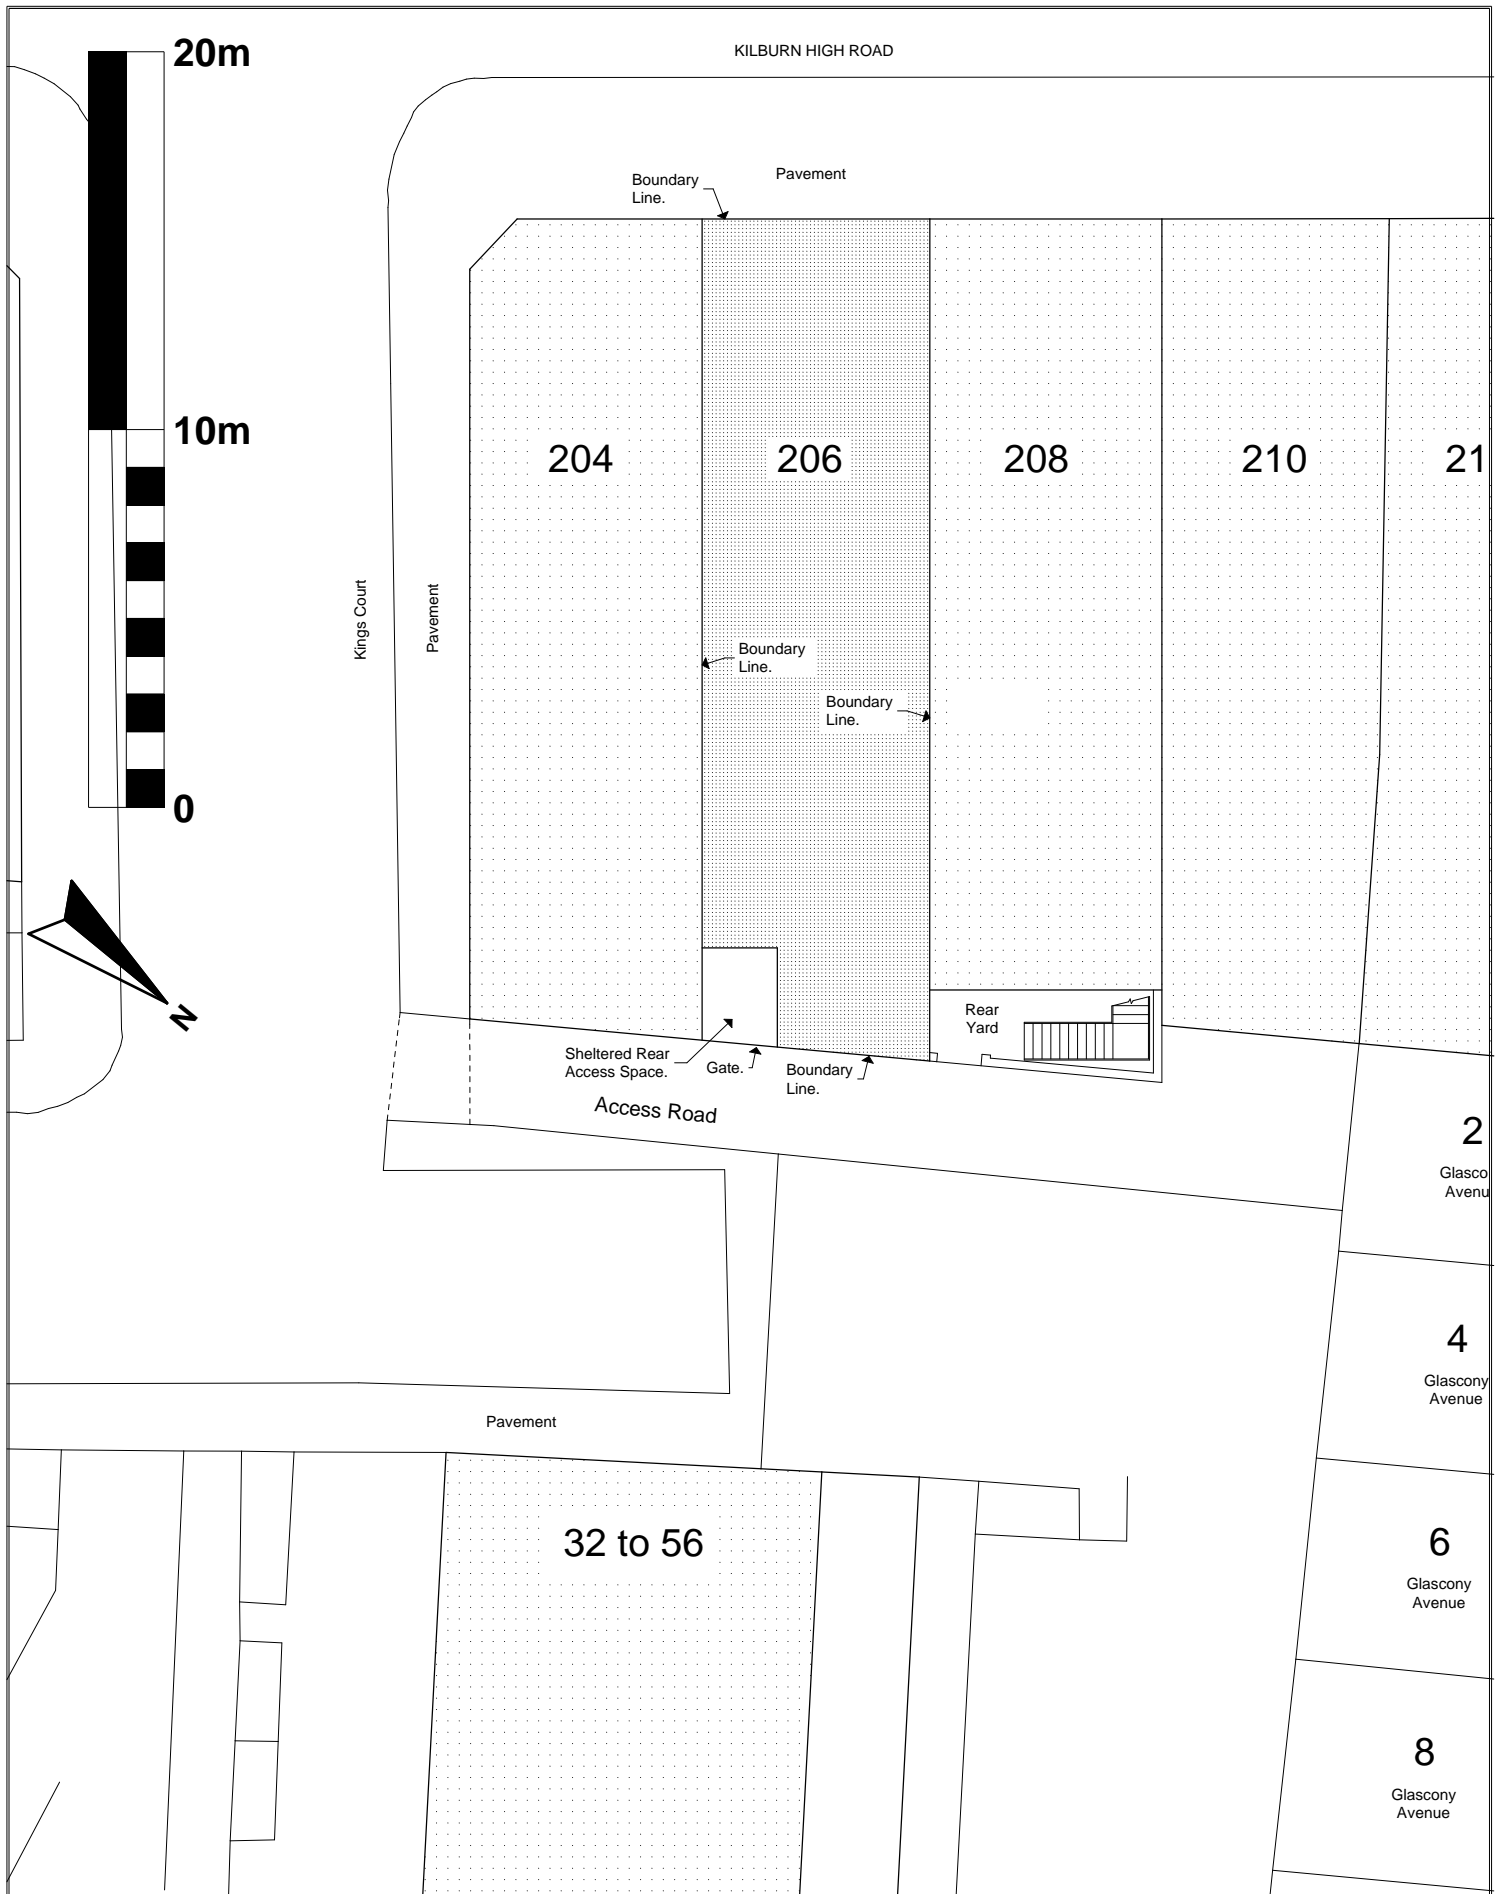 20m
KILBURN HIGH ROAD
Boundary
Line.
Pavement
10m
204
206
208
210
21
Kings Court
Pavement
Boundary
Line.
Boundary
Line.
0
N
Rear
Yard
Sheltered Rear
Access Space.
Gate.
Boundary
Line.
Access Road
2
Glasco
Avenu
4
Glascony
Avenue
Pavement
32 to 56
6
Glascony
Avenue
8
Glascony
Avenue